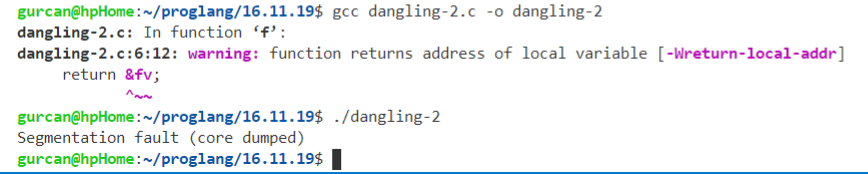 gurcan@hpHome:~/proglang/16.11.19$ gcc dangling-2.c -o dangling-2
dangling-2.c: In function ‘f’:
dangling-2.c:6:12: warning: function returns address of local variable [-Wreturn-local-addr]
     return &fv;
            ^~~
gurcan@hpHome:~/proglang/16.11.19$ ./dangling-2
Segmentation fault (core dumped)
gurcan@hpHome:~/proglang/16.11.19$